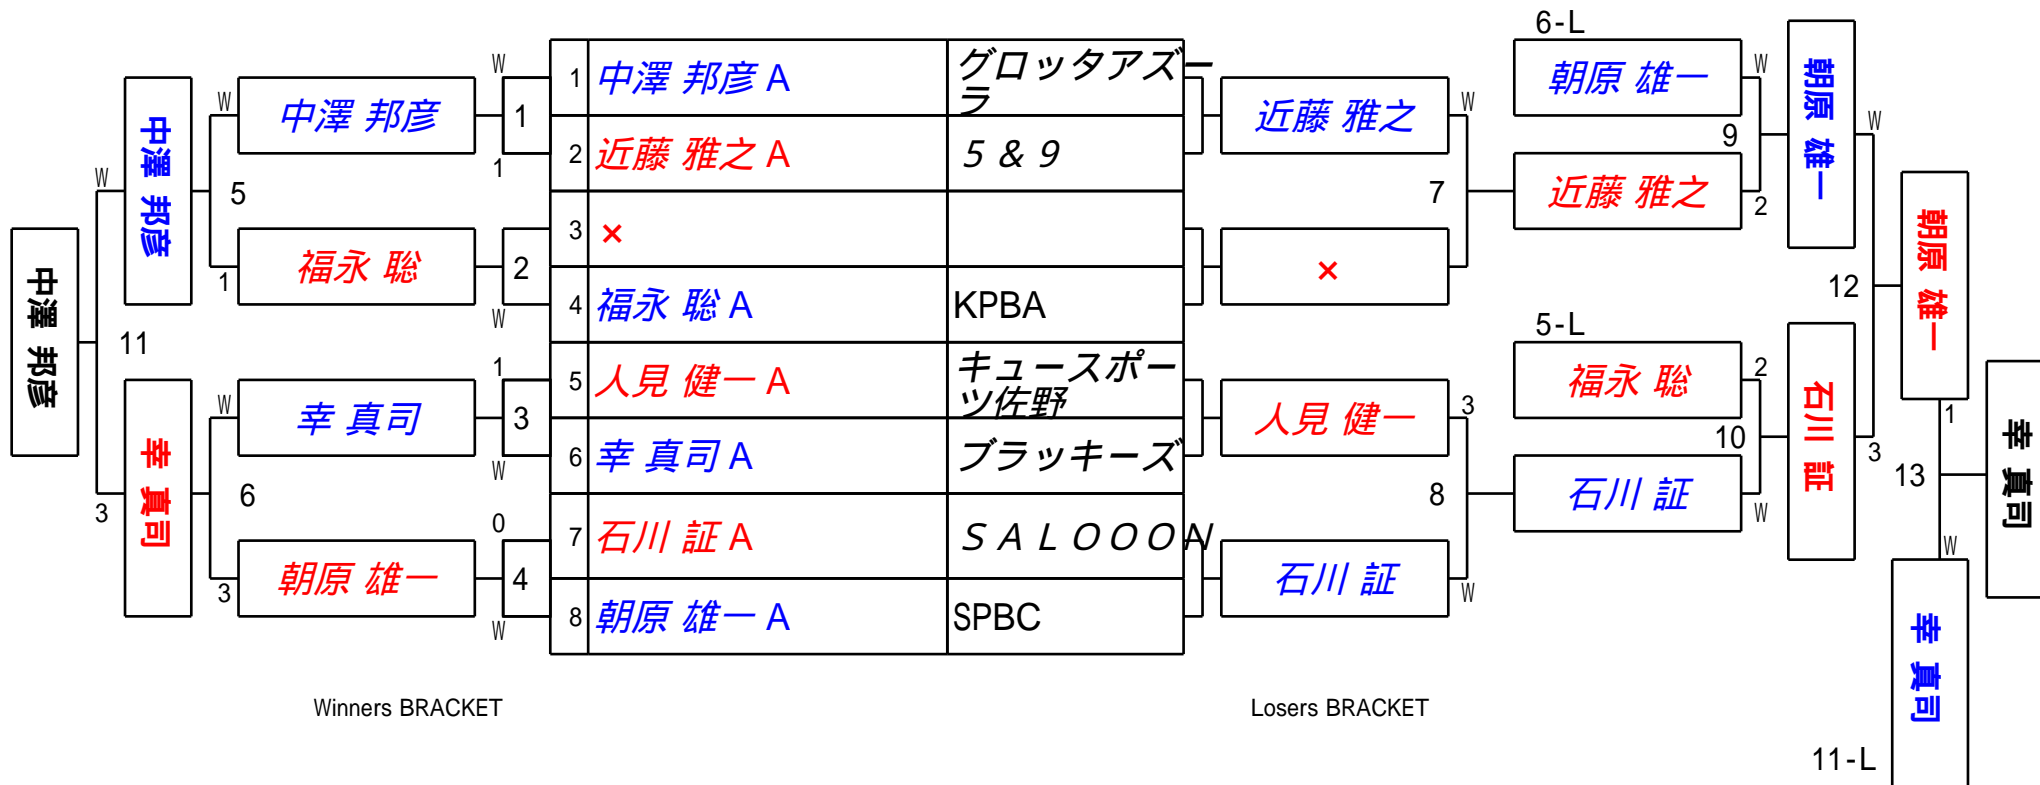 6-L
W
1 中澤 邦彦 A グロッタアズーラ
朝原 雄一
W
朝原 雄一
W
中澤 邦彦
1
近藤 雅之
W
9
W
中澤 邦彦
2 近藤 雅之 A 5 & 9
1
近藤 雅之
2
W
5
7
3 ×
福永 聡
1
2
×
朝原 雄一
中澤 邦彦
4 福永 聡 A KPBA
W
12
11
5-L
5 人見 健一 A キュースポーツ佐野
1
福永 聡
2
W
幸 真司
3
人見 健一
3
石川 証
1
幸 真司
6 幸 真司 A ブラッキーズ
W
10
3
幸 真司
13
3
6
8
石川 証
W
0
7 石川 証 A SALOOON
W
3
朝原 雄一
4
石川 証
W
8 朝原 雄一 A SPBC
W
幸 真司
Winners BRACKET
Losers BRACKET
11-L